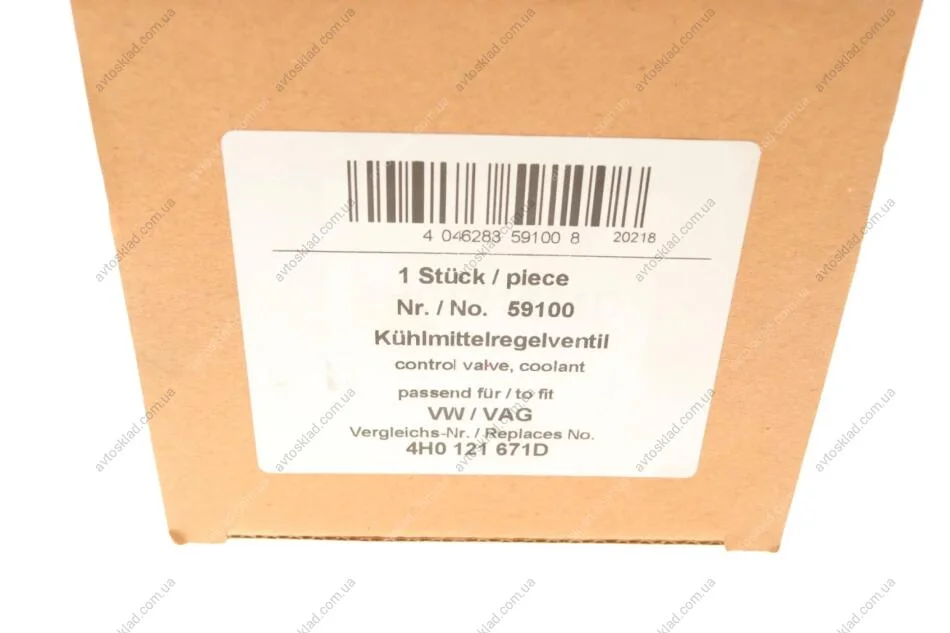 4 046283 59100 8 20218
1 Stück / piece
Nr. / No. 59100
Kühlmittelregelventil
control valve, coolant
passend für / to fit
VW / VAG
Vergleichs-Nr. / Replaces No.
4H0 121 671D
avtosklad.com.ua